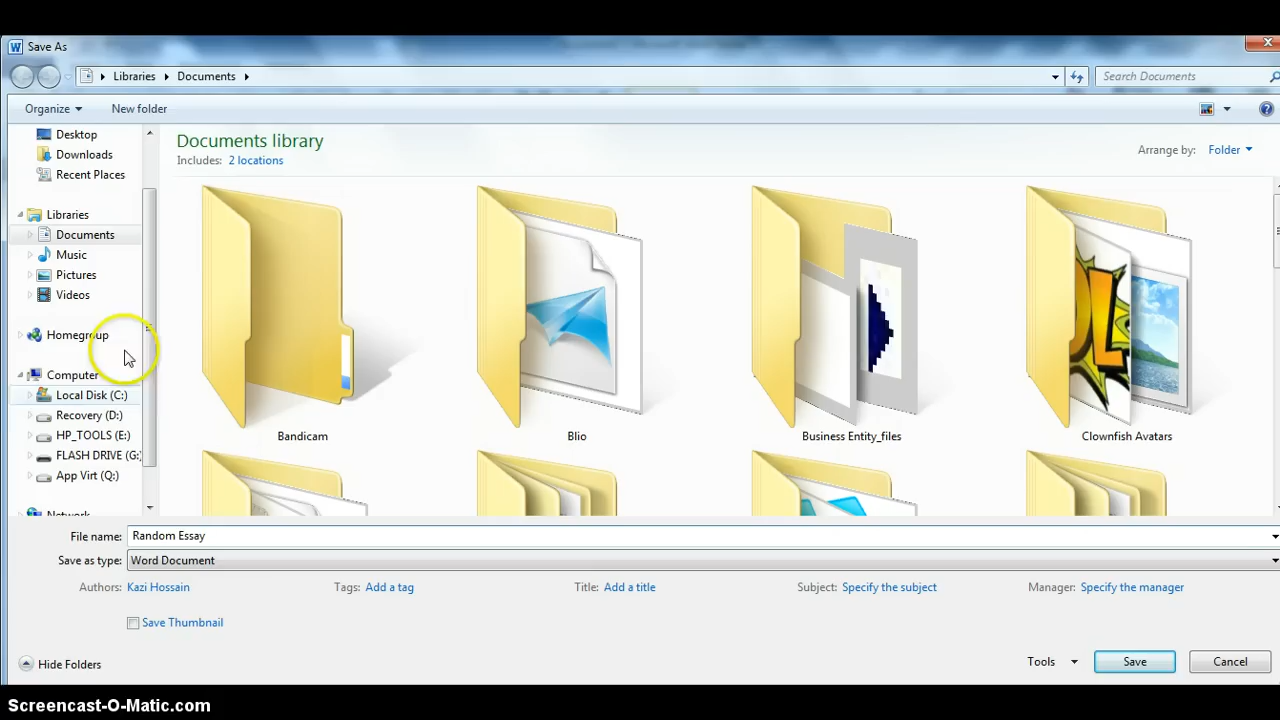 Save As
Libraries Documents Search Documents
Organize New folder
Desktop
Downloads
Recent Places
Libraries
Documents
Music
Pictures
Videos
Homegroup
Computer
Local Disk (C:)
Recovery (D:)
HP_TOOLS (E:)
FLASH DRIVE (G:
App Virt (Q:)
Network
Documents library
Includes: 2 locations
Arrange by: Folder
Bandicam Blio Business Entity_files Clownfish Avatars
File name: Random Essay
Save as type: Word Document
Authors: Kazi Hossain Tags: Add a tag Title: Add a title Subject: Specify the subject Manager: Specify the manager
Save Thumbnail
Hide Folders Tools Save Cancel
Screencast-O-Matic.com